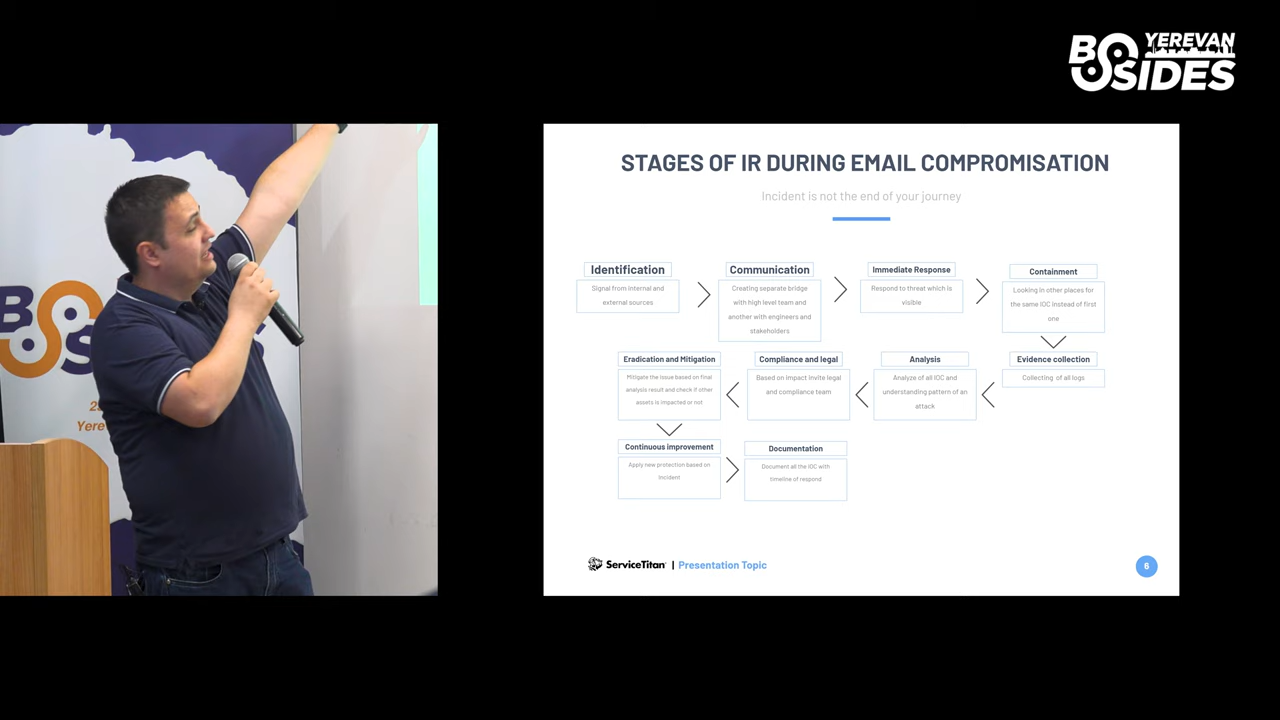 YEREVAN
BSIDES
STAGES OF IR DURING EMAIL COMPROMISATION
Incident is not the end of your journey
Identification
Signal from internal and
external sources
Communication
Creating separate bridge
with high level team and
another with engineers and
stakeholders
Immediate Response
Respond to threat which is
visible
Containment
Looking in other places for
the same IOC instead of first
one
Evidence collection
Collecting of all logs
Analysis
Analyze of all IOC and
understanding pattern of an
attack
Compliance and legal
Based on impact invite legal
and compliance team
Eradication and Mitigation
Mitigate the issue based on final
analysis result and check if other
assets is impacted or not
Continuous improvement
Apply new protection based on
incident
Documentation
Document all the IOC with
timeline of respond
ServiceTitan | Presentation Topic
6